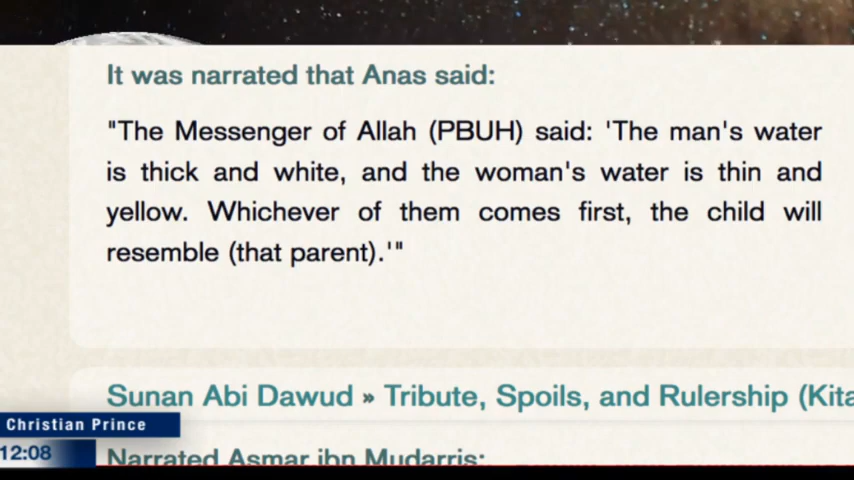 It was narrated that Anas said:
"The Messenger of Allah (PBUH) said: 'The man's water
is thick and white, and the woman's water is thin and
yellow. Whichever of them comes first, the child will
resemble (that parent).'"
Sunan Abi Dawud » Tribute, Spoils, and Rulership (Kita
Christian Prince
12:08
Narrated Asmar ibn Mudarris: